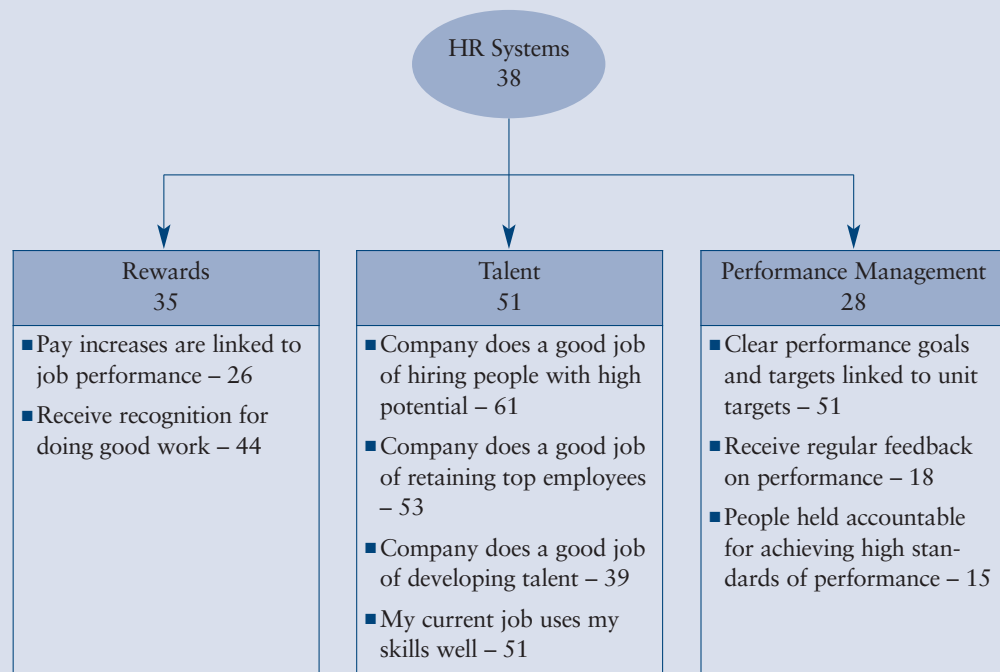 HR Systems
38
Rewards
35
■ Pay increases are linked to
job performance – 26
■ Receive recognition for
doing good work – 44
Talent
51
■ Company does a good job
of hiring people with high
potential – 61
■ Company does a good job
of retaining top employees
– 53
■ Company does a good job
of developing talent – 39
■ My current job uses my
skills well – 51
Performance Management
28
■ Clear performance goals
and targets linked to unit
targets – 51
■ Receive regular feedback
on performance – 18
■ People held accountable
for achieving high stan-
dards of performance – 15